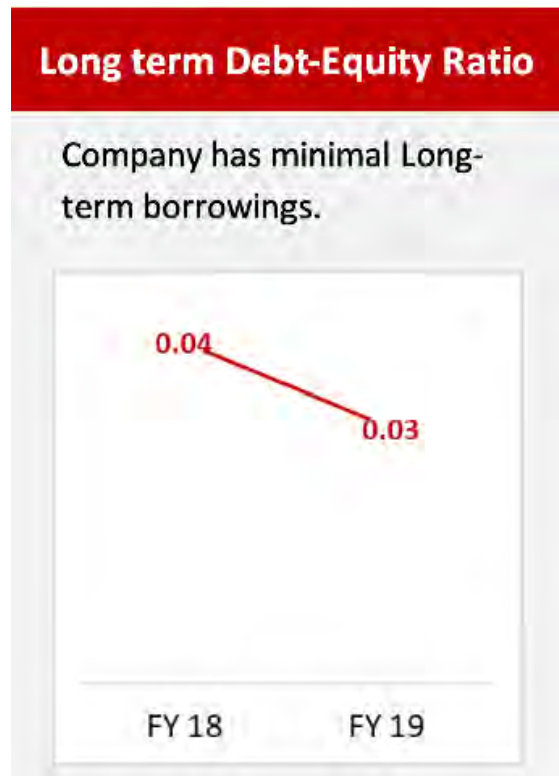 Long term Debt-Equity Ratio
Company has minimal Long-
term borrowings.
0.04
0.03
FY 18 FY 19